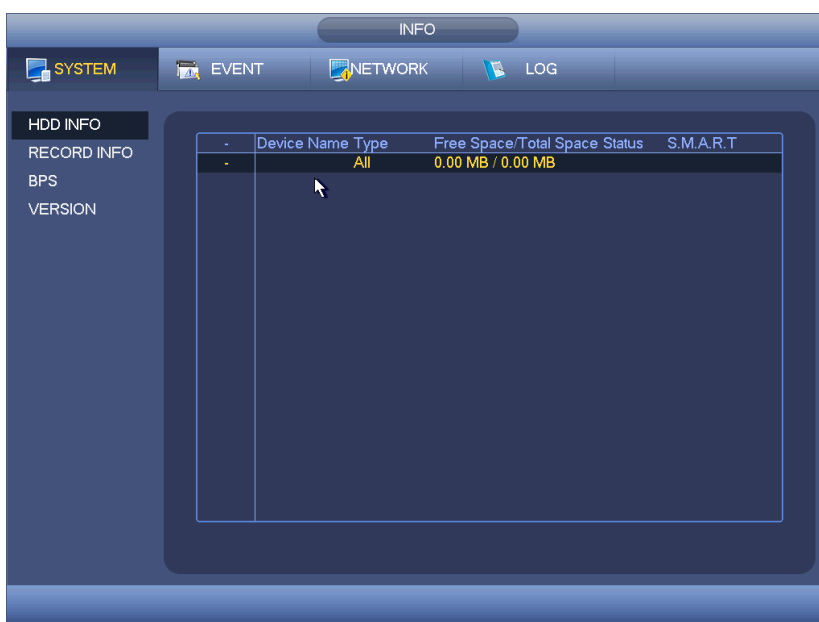 INFO
SYSTEM EVENT NETWORK LOG
HDD INFO
RECORD INFO
BPS
VERSION
- Device Name Type Free Space/Total Space Status S.M.A.R.T
- All 0.00 MB / 0.00 MB